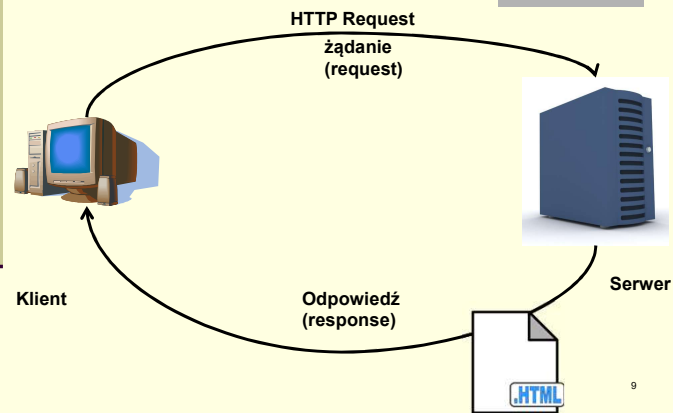 HTTP Request
żądanie
(request)
Klient
Odpowiedź
(response)
Serwer
.HTML
9